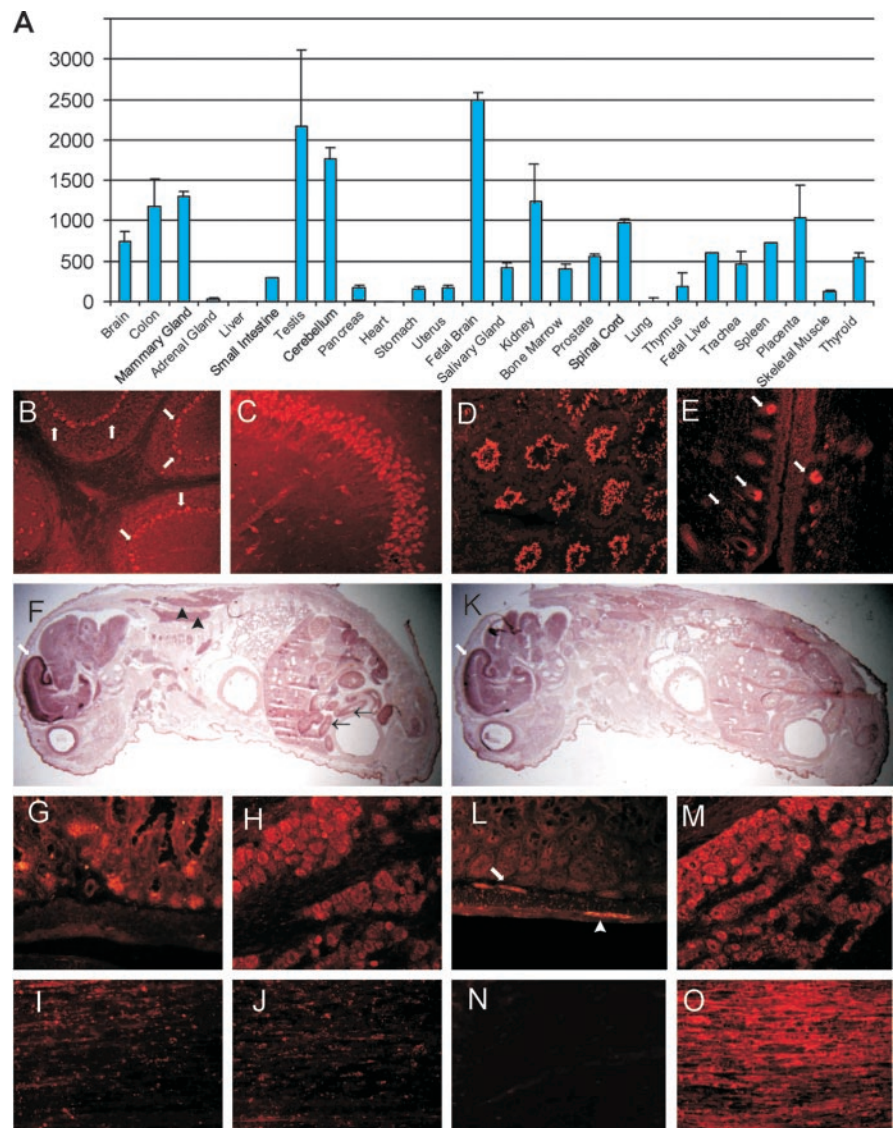 A
3000
2500
2000
1500
1000
500
0
Brain
Colon
Mammary Gland
Adrenal Gland
Liver
Small Intestine
Testis
Cerebellum
Pancreas
Heart
Stomach
Uterus
Fetal Brain
Salivary Gland
Kidney
Bone Marrow
Prostate
Spinal Cord
Lung
Thymus
Fetal Liver
Trachea
Spleen
Placenta
Skeletal Muscle
Thyroid
B
C
D
E
F
K
G
H
L
M
I
J
N
O